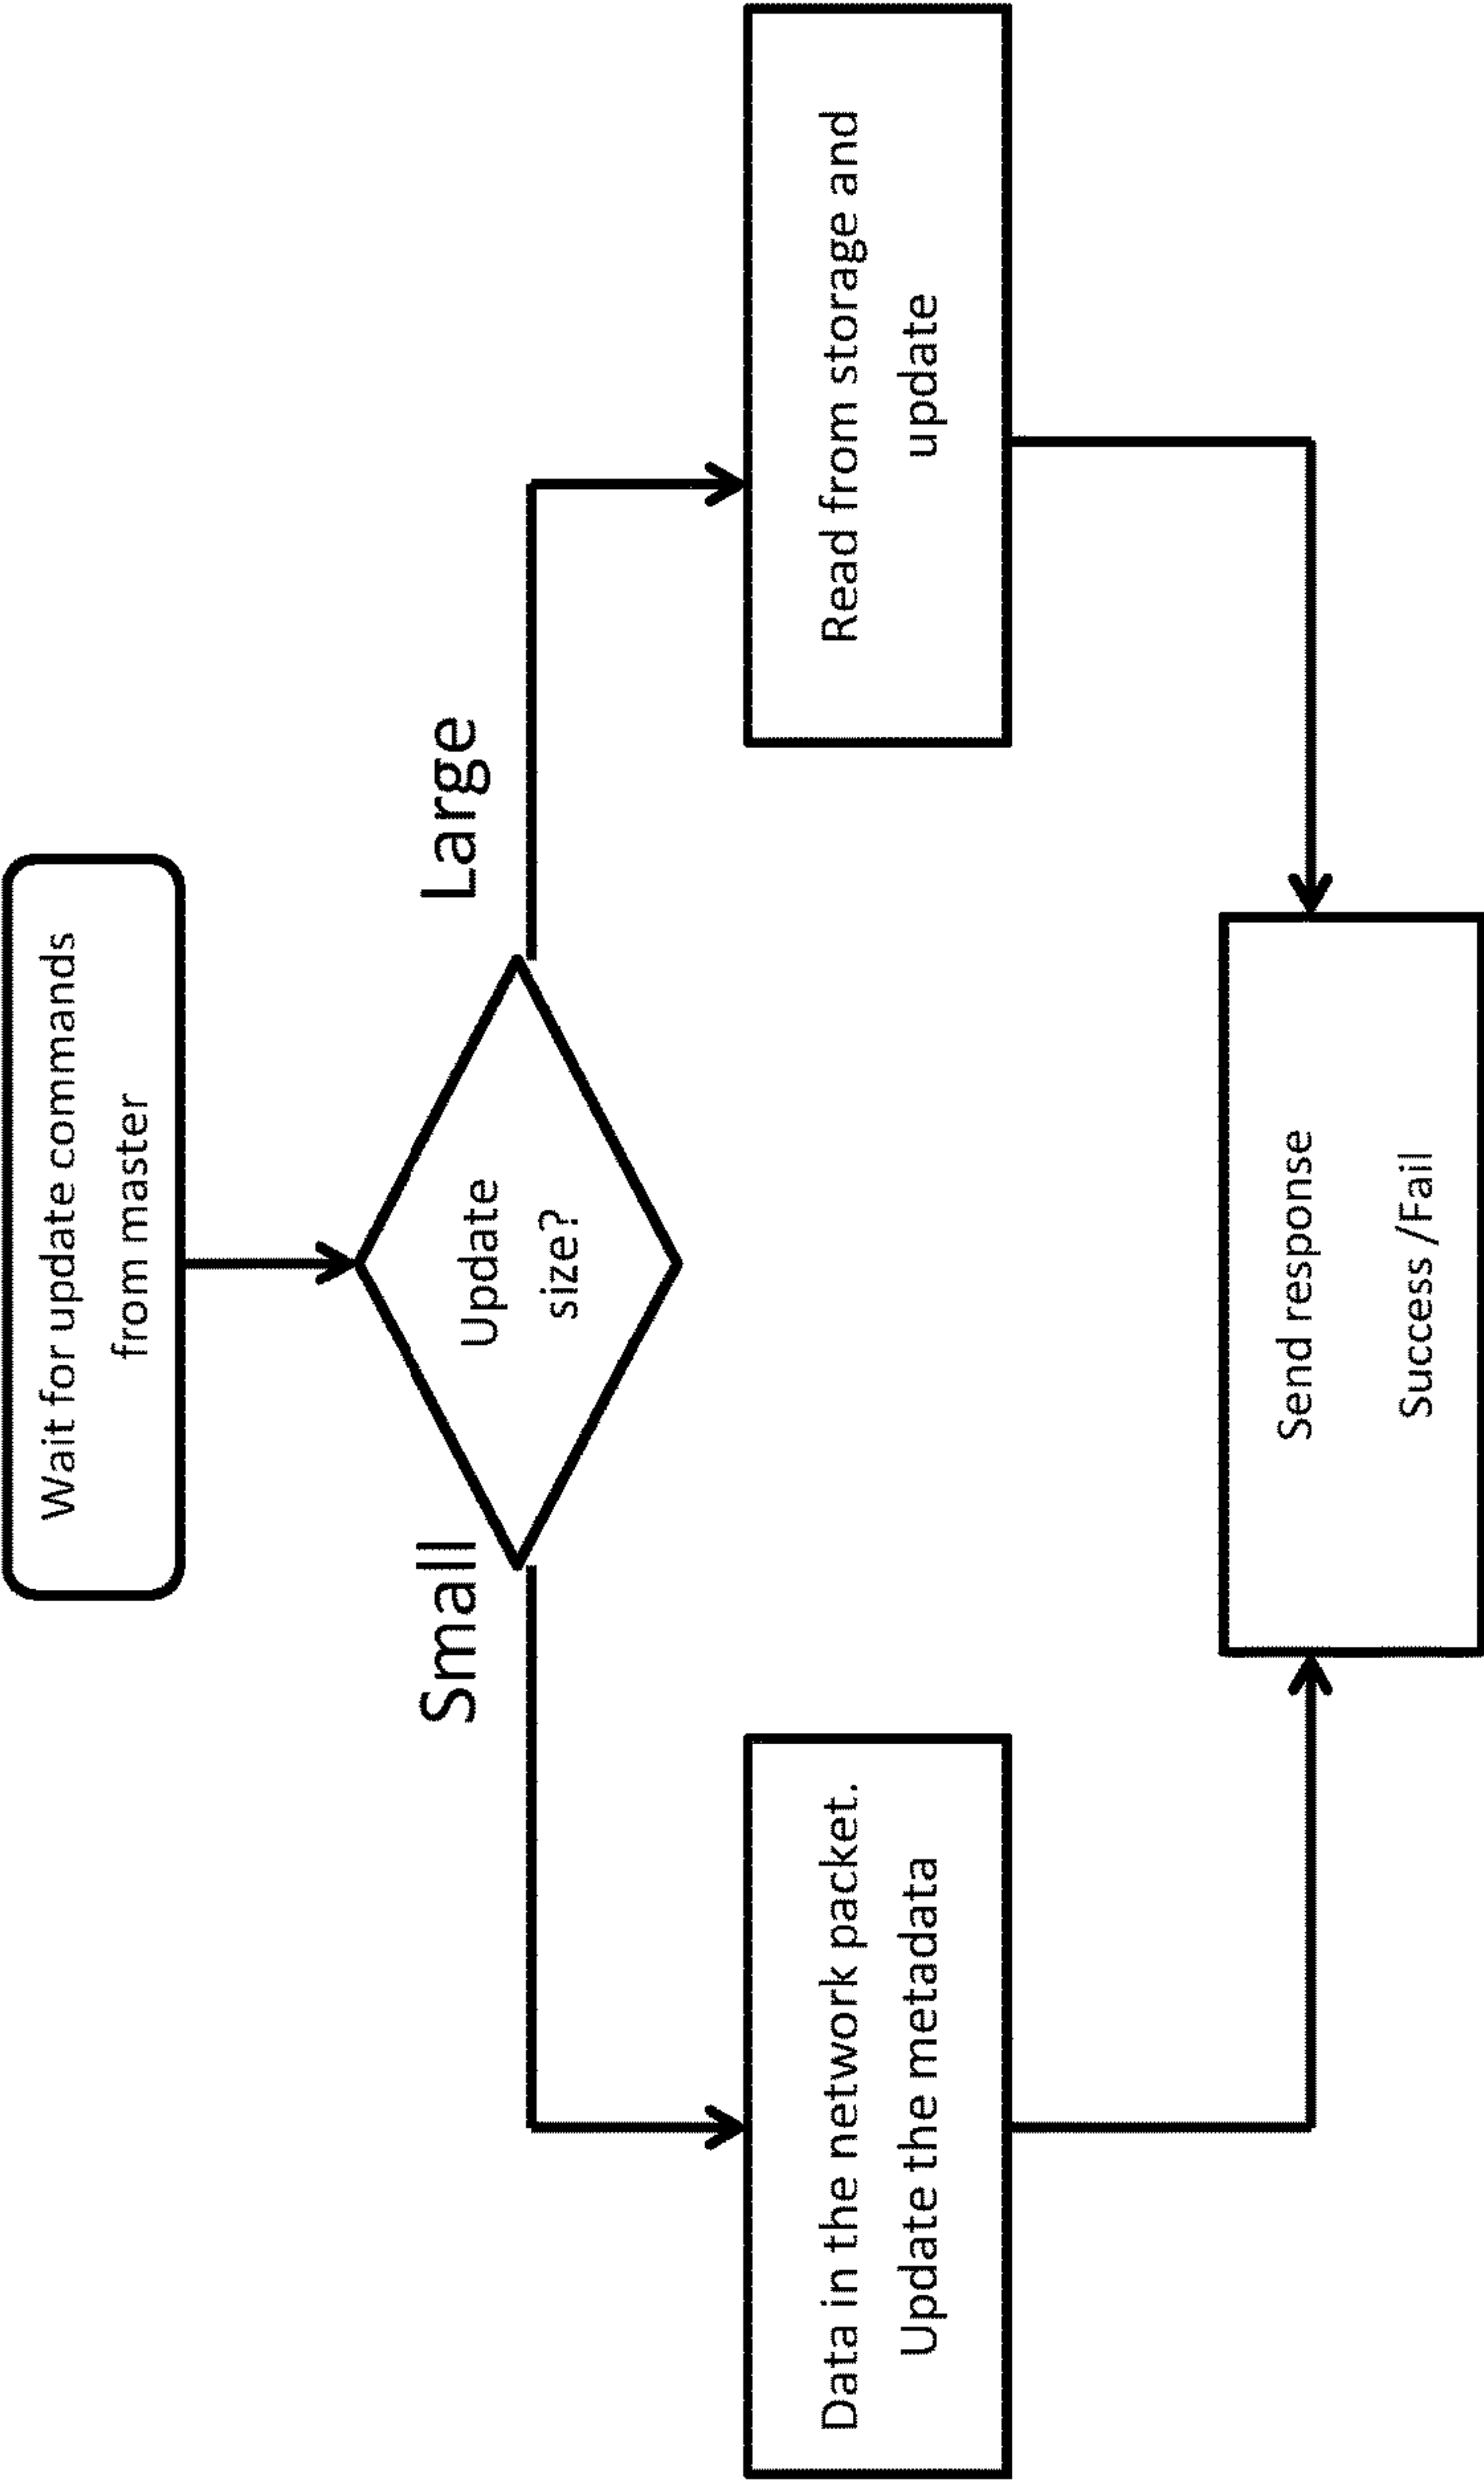 Wait for update commands
from master
Update
size?
Small
Large
Data in the network packet.
Update the metadata
Read from storage and
update
Send response
Success /Fail